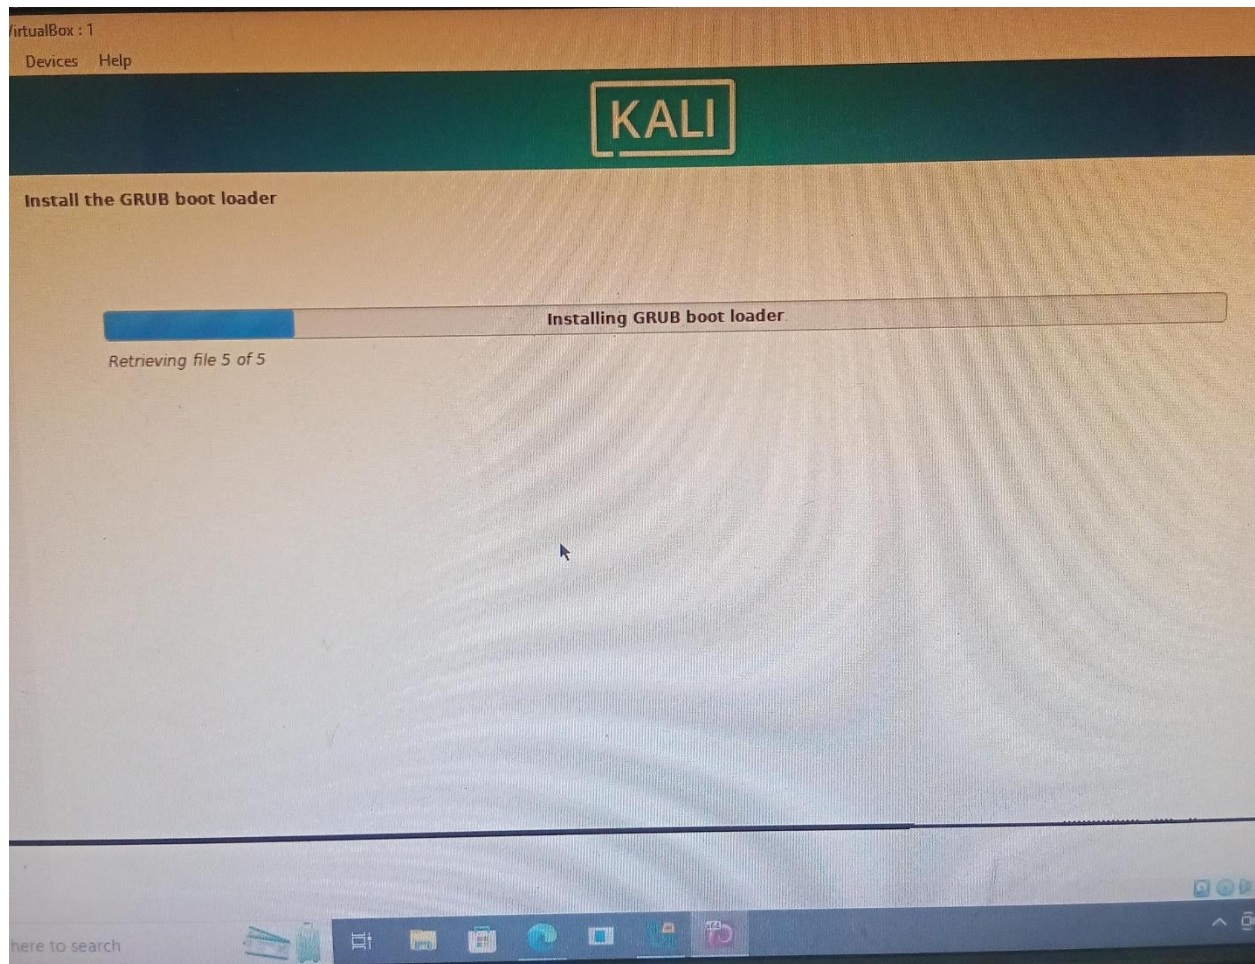 VirtualBox : 1
Devices Help
KALI
Install the GRUB boot loader
Installing GRUB boot loader
Retrieving file 5 of 5
here to search